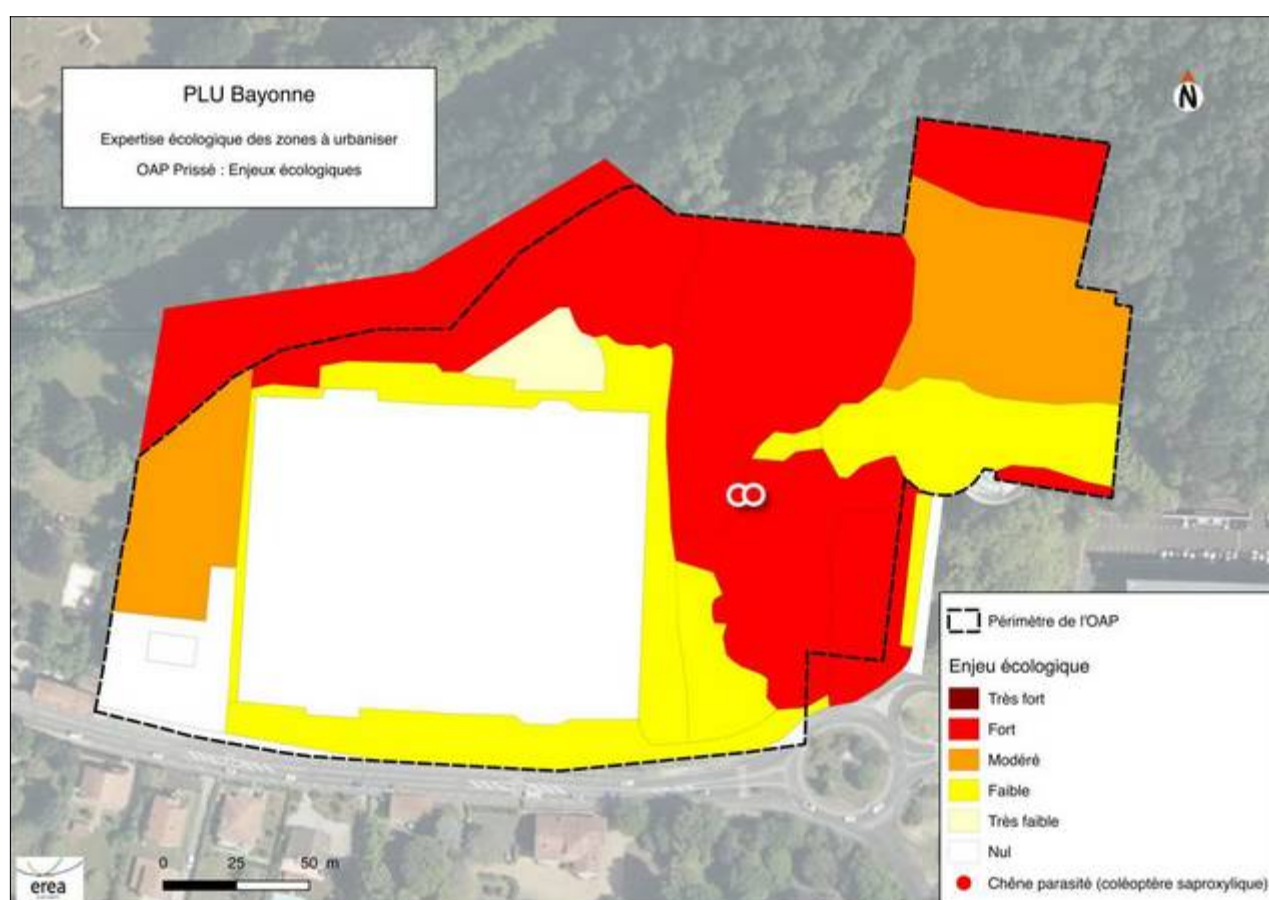 PLU Bayonne
Expertise écologique des zones à urbaniser
OAP Prissé : Enjeux écologiques
N
Périmètre de l'OAP
Enjeu écologique
Très fort
Fort
Modéré
Faible
Très faible
Nul
Chêne parasité (coléoptère saproxylique)
0 25 50 m
erea